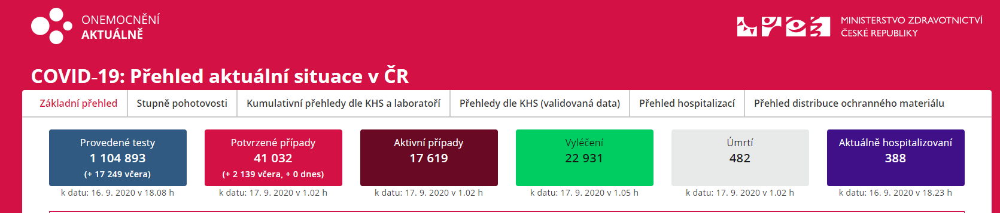 ONEMOCNĚNÍ
AKTUÁLNĚ
MINISTERSTVO ZDRAVOTNICTVÍ
ČESKÉ REPUBLIKY
COVID-19: Přehled aktuální situace v ČR
Základní přehled Stupně pohotovosti Kumulativní přehledy dle KHS a laboratoří Přehledy dle KHS (validovaná data) Přehled hospitalizací Přehled distribuce ochranného materiálu
Provedené testy
1 104 893
(+ 17 249 včera)
k datu: 16. 9. 2020 v 18.08 h
Potvrzené případy
41 032
(+ 2 139 včera, + 0 dnes)
k datu: 17. 9. 2020 v 1.02 h
Aktivní případy
17 619
k datu: 17. 9. 2020 v 1.02 h
Vyléčení
22 931
k datu: 17. 9. 2020 v 1.05 h
Úmrtí
482
k datu: 17. 9. 2020 v 1.02 h
Aktuálně hospitalizovaní
388
k datu: 16. 9. 2020 v 18.23 h